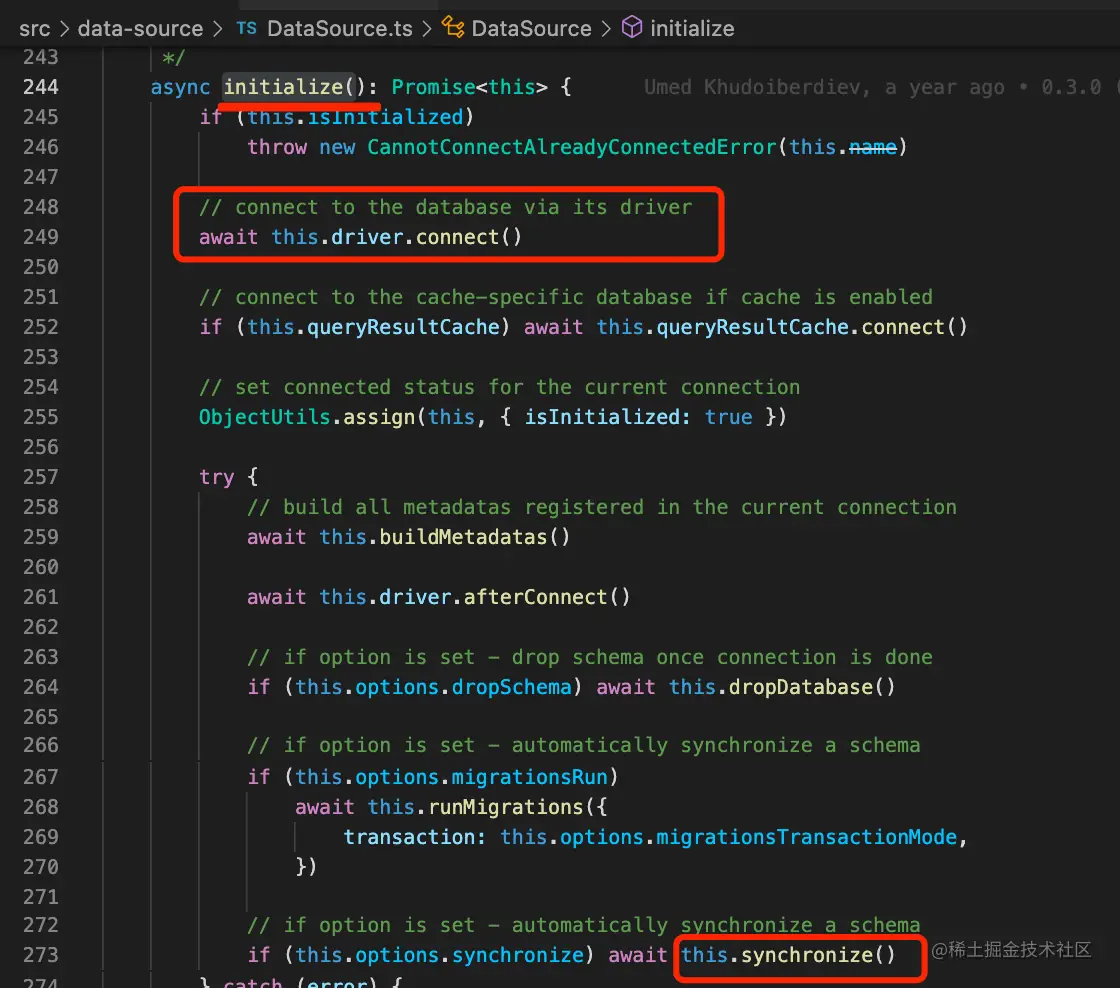 src > data-source > TS DataSource.ts > DataSource > initialize
243 */
244 async initialize(): Promise<this> { Umed Khudoiberdiev, a year ago • 0.3.0 (
245 if (this.isInitialized)
246 throw new CannotConnectAlreadyConnectedError(this.name)
247
248 // connect to the database via its driver
249 await this.driver.connect()
250
251 // connect to the cache-specific database if cache is enabled
252 if (this.queryResultCache) await this.queryResultCache.connect()
253
254 // set connected status for the current connection
255 ObjectUtils.assign(this, { isInitialized: true })
256
257 try {
258 // build all metadatas registered in the current connection
259 await this.buildMetadatas()
260
261 await this.driver.afterConnect()
262
263 // if option is set - drop schema once connection is done
264 if (this.options.dropSchema) await this.dropDatabase()
265
266 // if option is set - automatically synchronize a schema
267 if (this.options.migrationsRun)
268 await this.runMigrations({
269 transaction: this.options.migrationsTransactionMode,
270 })
271
272 // if option is set - automatically synchronize a schema
273 if (this.options.synchronize) await this.synchronize()
@稀土掘金技术社区
274 } catch (error) {